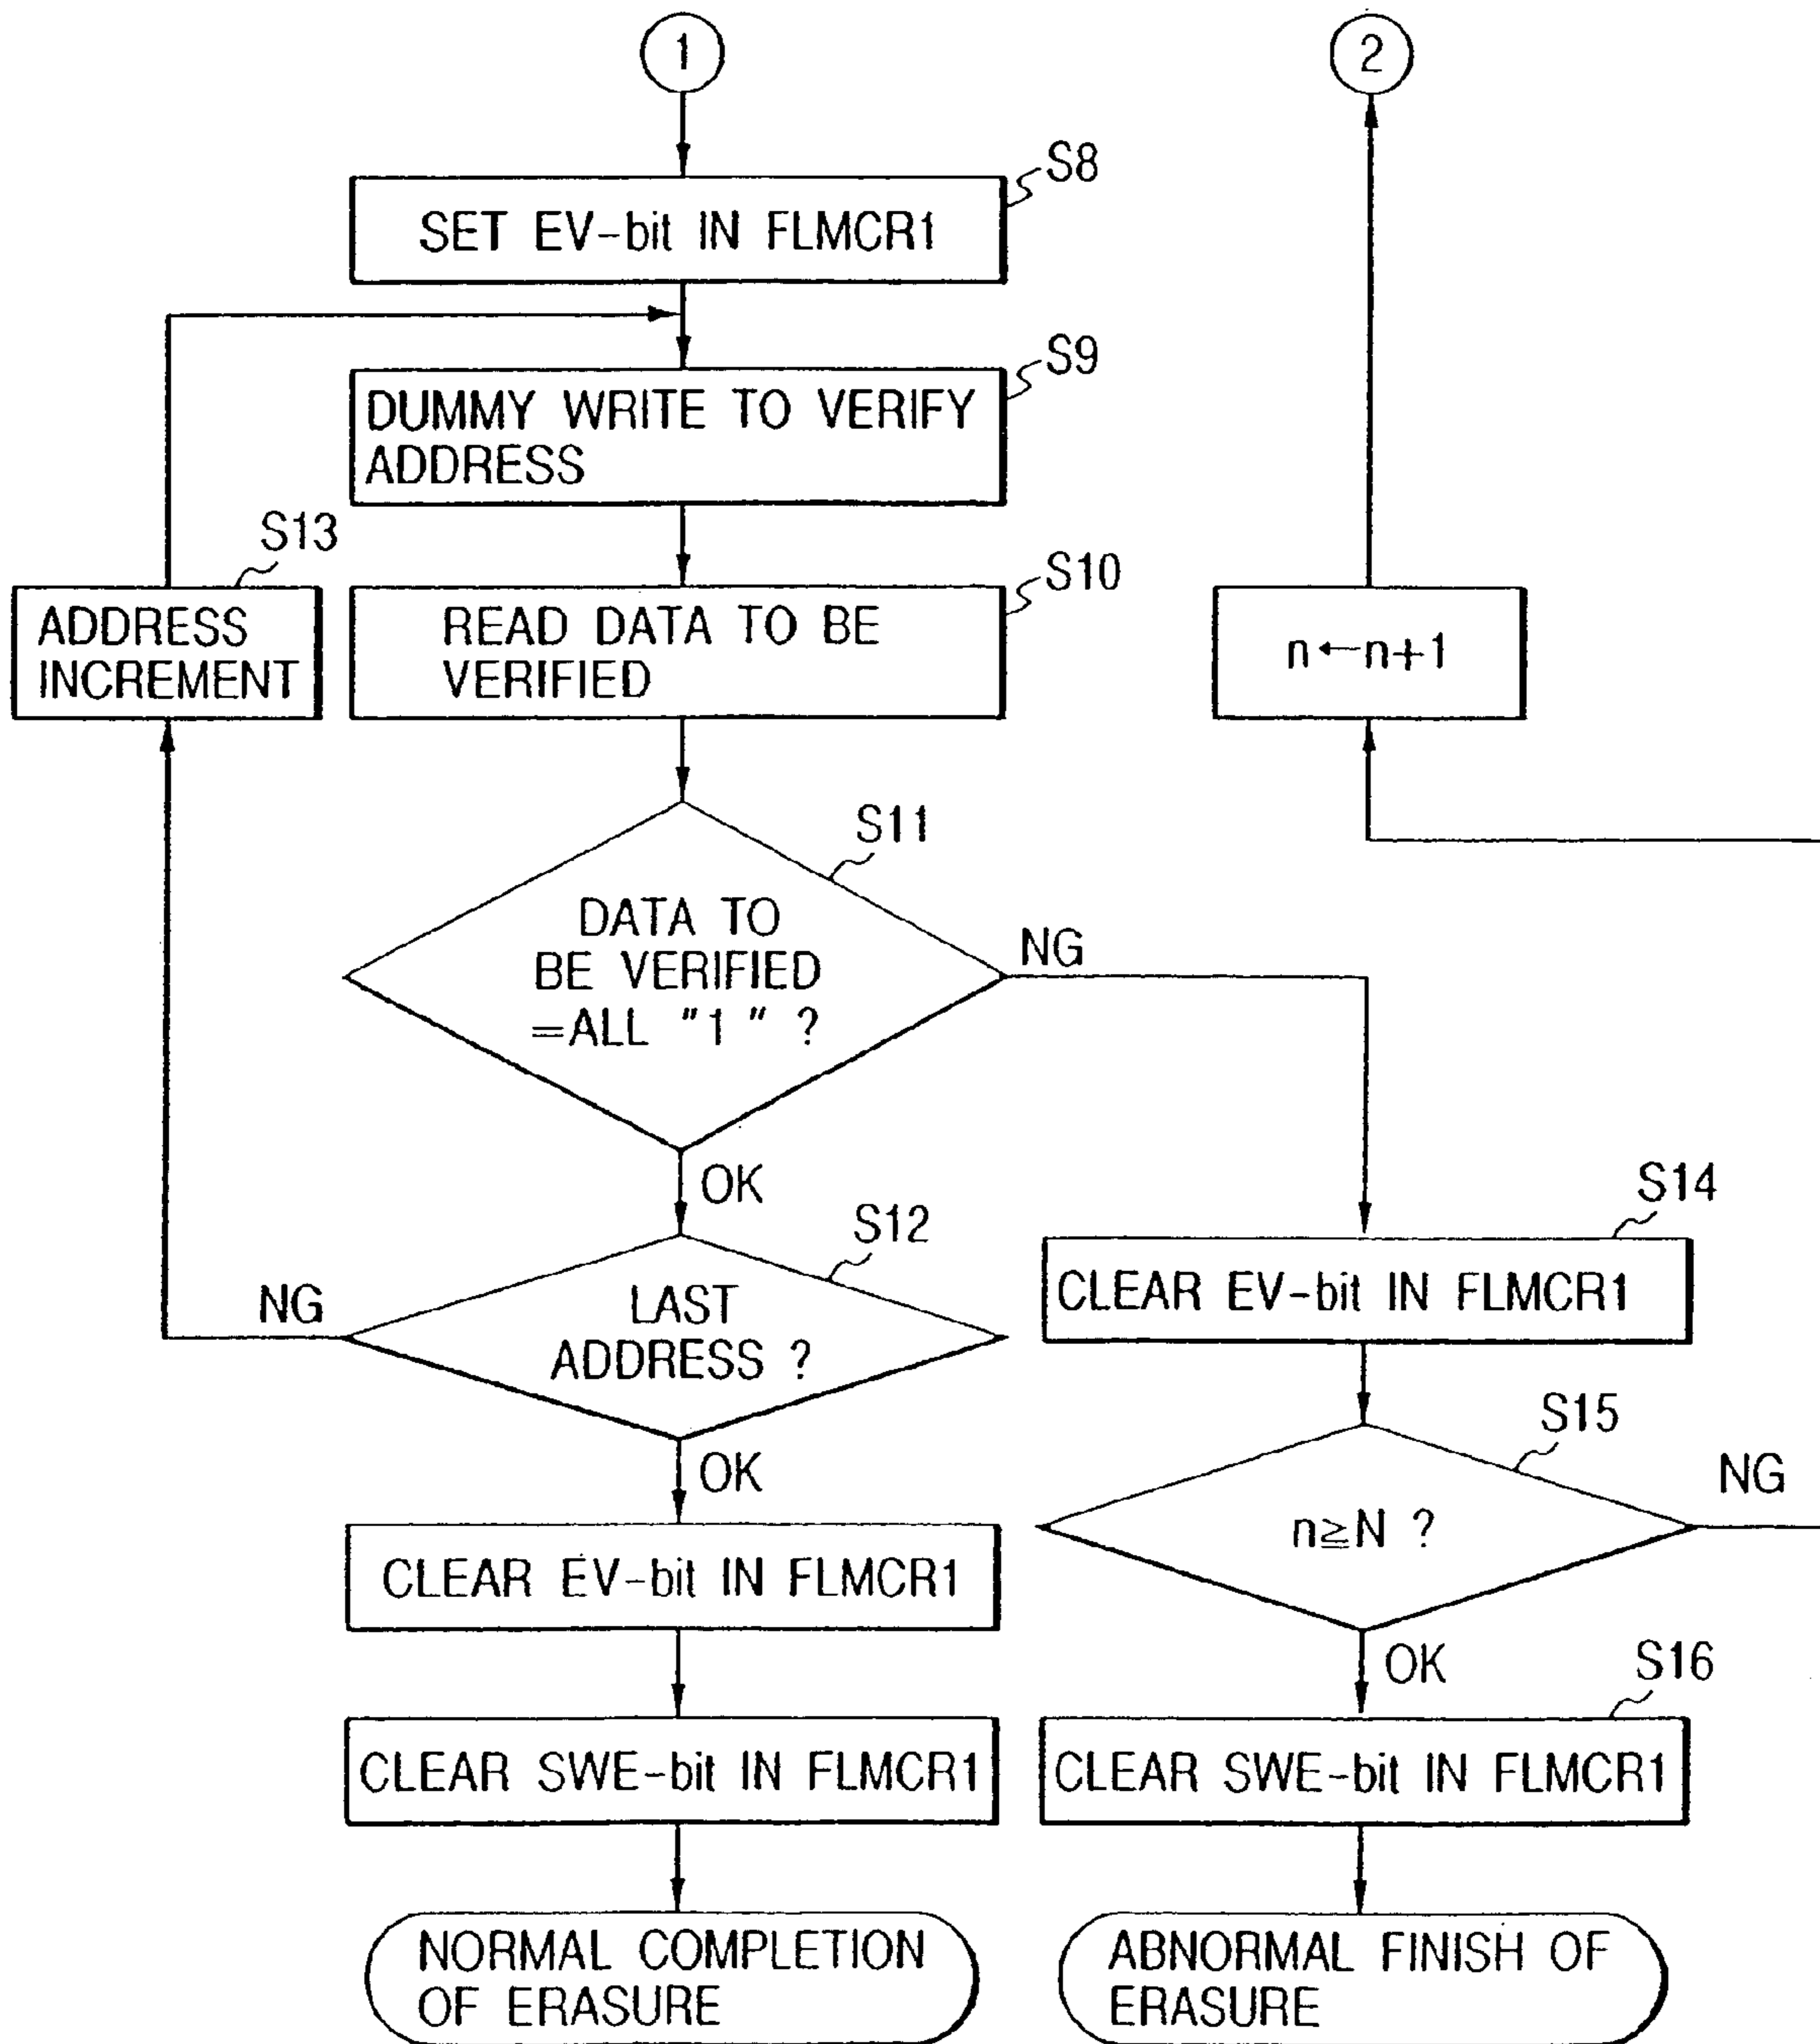 1
2
S8
SET EV-bit IN FLMCR1
S9
DUMMY WRITE TO VERIFY
ADDRESS
S13
ADDRESS
INCREMENT
S10
READ DATA TO BE
VERIFIED
n←n+1
S11
DATA TO
BE VERIFIED
=ALL "1" ?
NG
OK
S12
LAST
ADDRESS ?
NG
OK
S14
CLEAR EV-bit IN FLMCR1
S15
n≧N ?
NG
OK
CLEAR EV-bit IN FLMCR1
CLEAR SWE-bit IN FLMCR1
S16
CLEAR SWE-bit IN FLMCR1
NORMAL COMPLETION
OF ERASURE
ABNORMAL FINISH OF
ERASURE